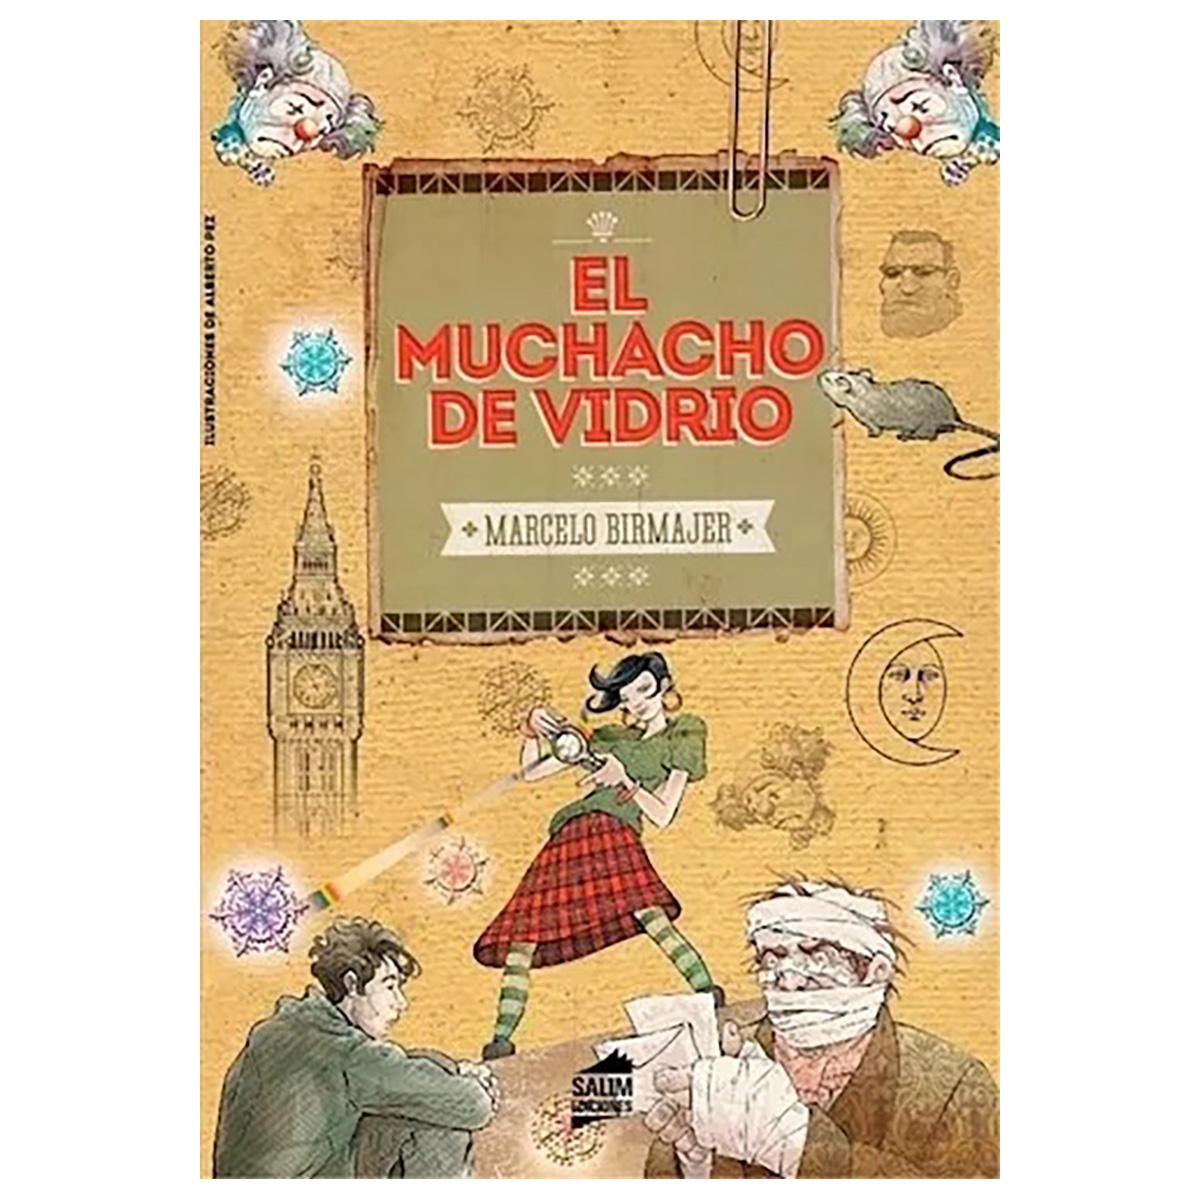 ILUSTRACIONES DE ALBERTO PEZ
EL
MUCHACHO
DE VIDRIO
MARCELO BIRMAJER
SALIM
EDICIONES